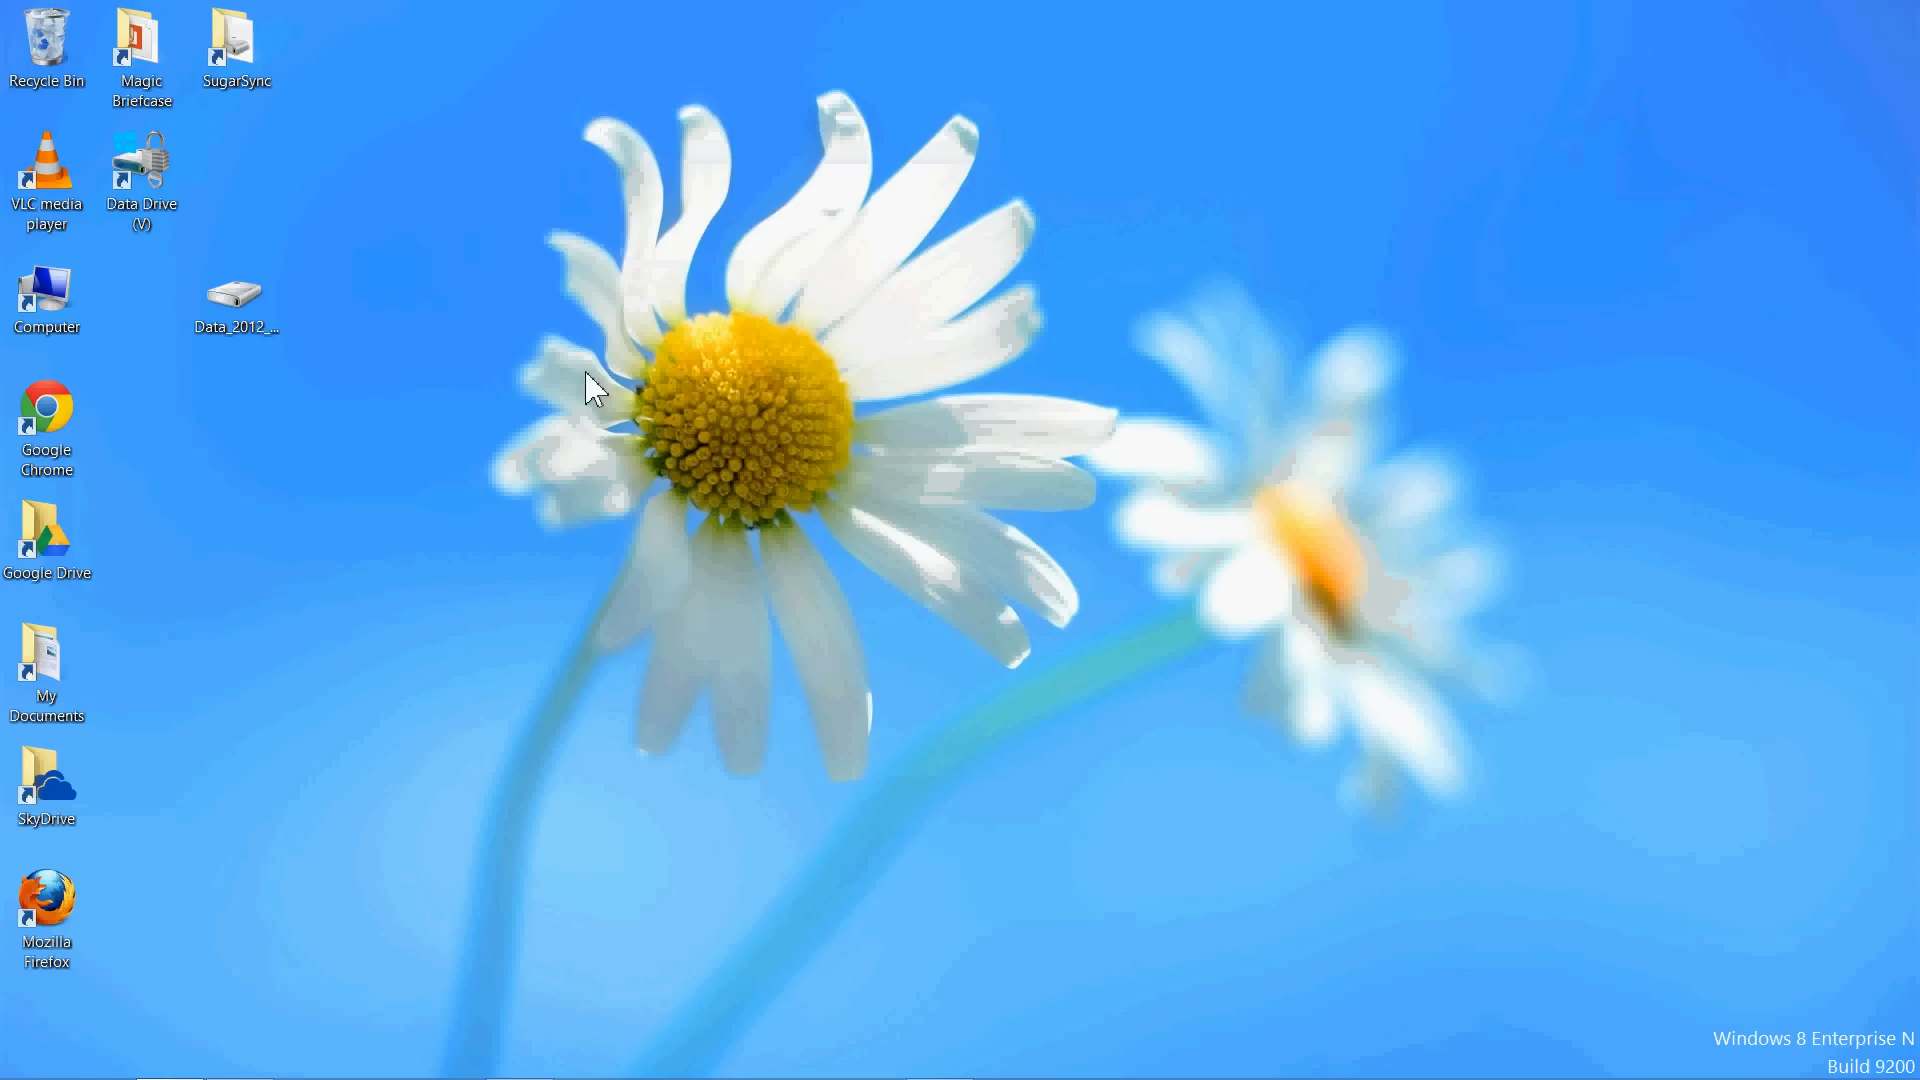 Recycle Bin
Magic
Briefcase
SugarSync
VLC media
player
Data Drive
(V)
Computer
Data_2012_...
Google
Chrome
Google Drive
My
Documents
SkyDrive
Mozilla
Firefox
Windows 8 Enterprise N
Build 9200